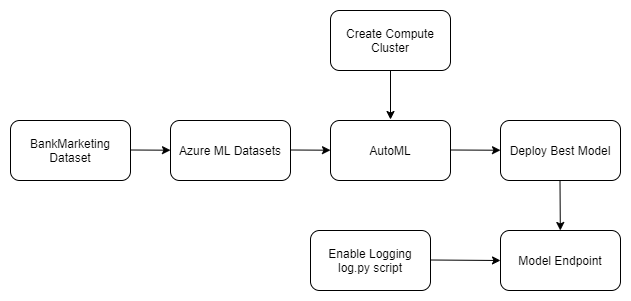 Create Compute
Cluster
BankMarketing
Dataset
Azure ML Datasets
AutoML
Deploy Best Model
Enable Logging
log.py script
Model Endpoint